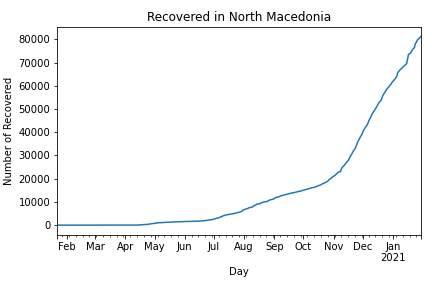 Recovered in North Macedonia
Number of Recovered
80000
70000
60000
50000
40000
30000
20000
10000
0
Feb Mar Apr May Jun Jul Aug Sep Oct Nov Dec Jan
2021
Day